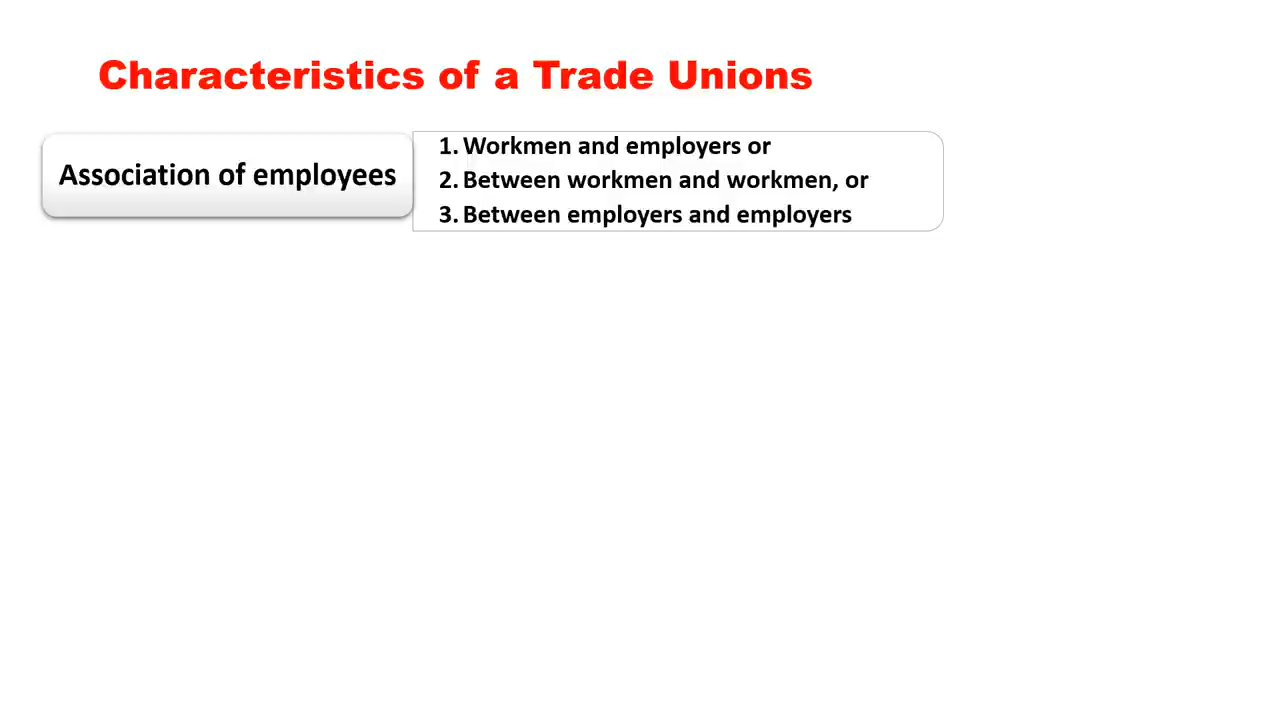 Characteristics of a Trade Unions
Association of employees
1. Workmen and employers or
2. Between workmen and workmen, or
3. Between employers and employers